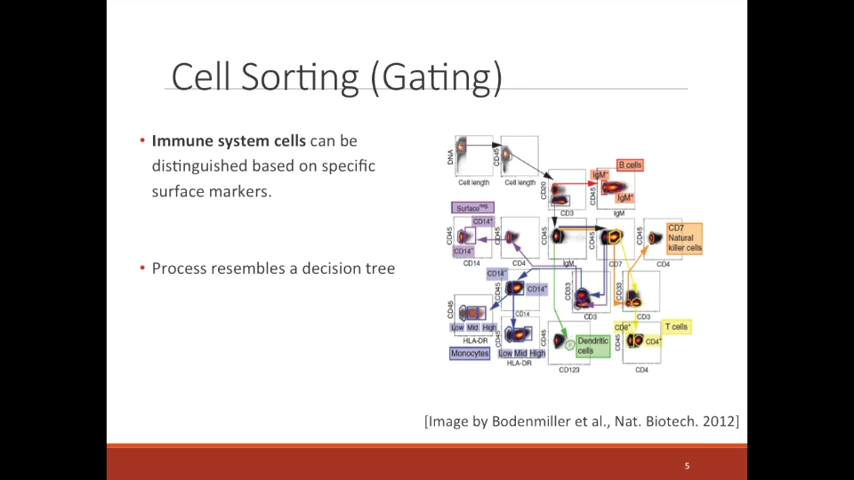 Cell Sorting (Gating)
• Immune system cells can be
distinguished based on specific
surface markers.
• Process resembles a decision tree
DNA
Cell length
CD45
Cell length
CD20
CD3
B cells
IgM⁻
CD45
IgM⁺
IgM
Surface neg
CD14⁺
CD45
CD14⁻
CD14
CD45
CD4
CD45
IgM
CD45
CD7
CD45
CD4
CD7
Natural
killer cells
CD14⁻
CD45
CD14⁺
CD14
CD33
CD3
CD33
CD3
CD45
Low Mid High
HLA-DR
Monocytes
CD45
Low Mid High
HLA-DR
CD45
CD123
Dendritic
cells
CD8⁺
T cells
CD45
CD4⁺
CD4
[Image by Bodenmiller et al., Nat. Biotech. 2012]
5